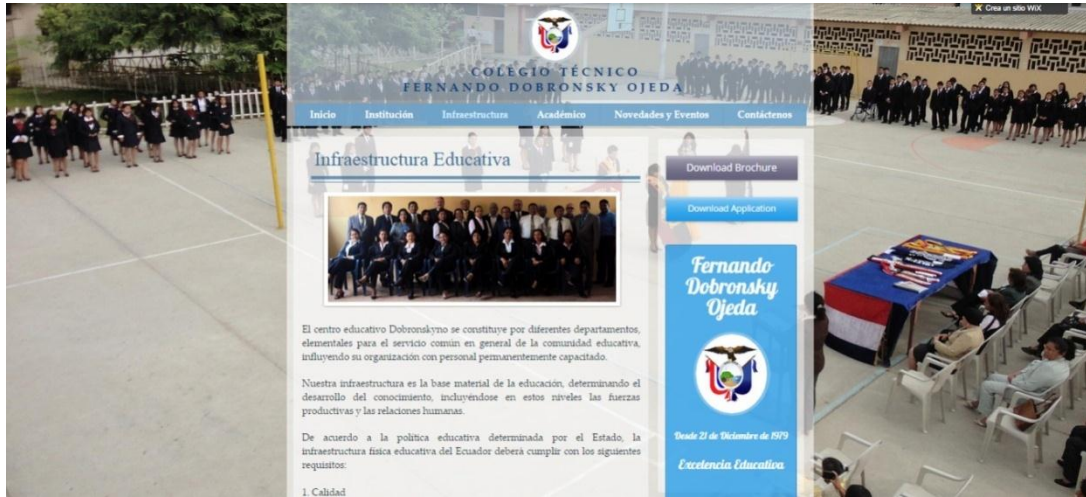 Crea un sitio WiX
COLEGIO TÉCNICO
FERNANDO DOBRONSKY OJEDA
Inicio Institución Infraestructura Académico Novedades y Eventos Contáctenos
Infraestructura Educativa
El centro educativo Dobronskyno se constituye por diferentes departamentos,
elementales para el servicio común en general de la comunidad educativa,
influyendo su organización con personal permanentemente capacitado.
Nuestra infraestructura es la base material de la educación, determinando el
desarrollo del conocimiento, incluyéndose en estos niveles las fuerzas
productivas y las relaciones humanas.
De acuerdo a la política educativa determinada por el Estado, la
infraestructura física educativa del Ecuador deberá cumplir con los siguientes
requisitos:
1. Calidad
Download Brochure
Download Application
Fernando
Dobronsky
Ojeda
Desde 21 de Diciembre de 1979
Excelencia Educativa